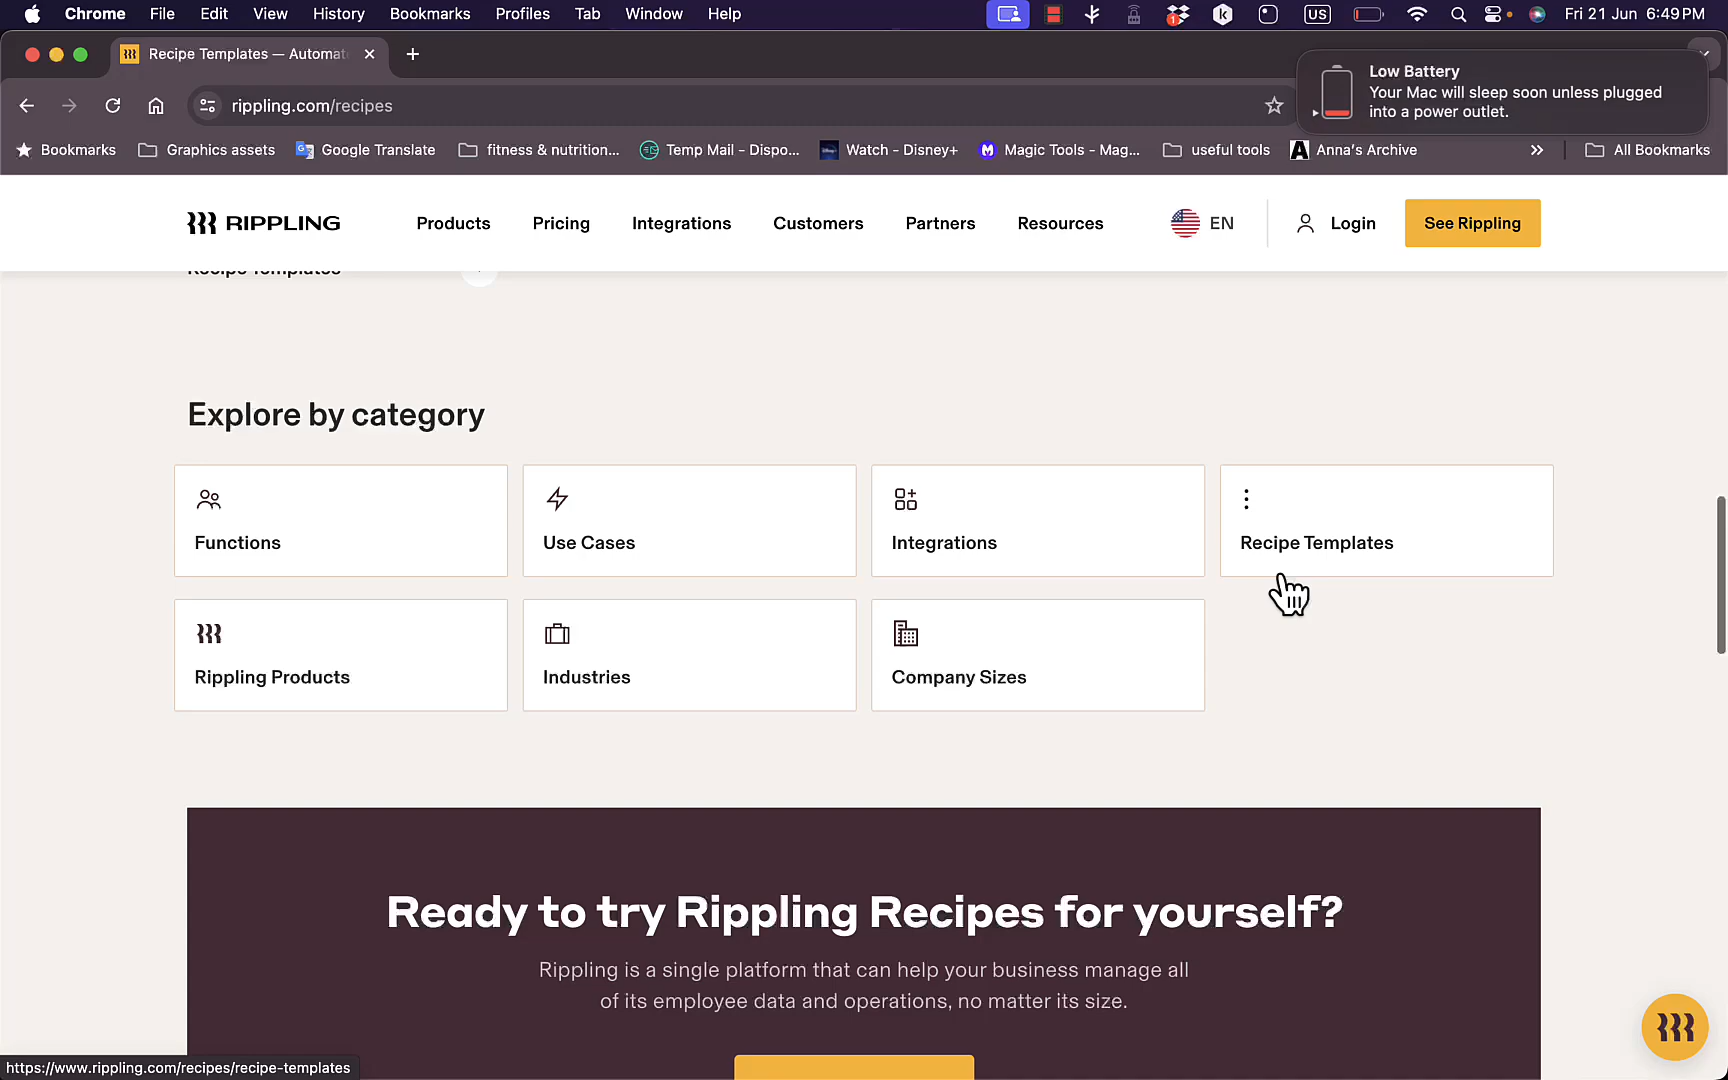 Chrome File Edit View History Bookmarks Profiles Tab Window Help
1 US Fri 21 Jun 6:49 PM
Recipe Templates — Automat
Low Battery
Your Mac will sleep soon unless plugged
into a power outlet.
rippling.com/recipes
Bookmarks Graphics assets Google Translate fitness & nutrition... Temp Mail - Dispo... Watch - Disney+ Magic Tools - Mag... useful tools Anna's Archive All Bookmarks
RIPPLING Products Pricing Integrations Customers Partners Resources EN Login See Rippling
Recipe Templates
Explore by category
Functions Use Cases Integrations Recipe Templates
Rippling Products Industries Company Sizes
Ready to try Rippling Recipes for yourself?
Rippling is a single platform that can help your business manage all
of its employee data and operations, no matter its size.
https://www.rippling.com/recipes/recipe-templates